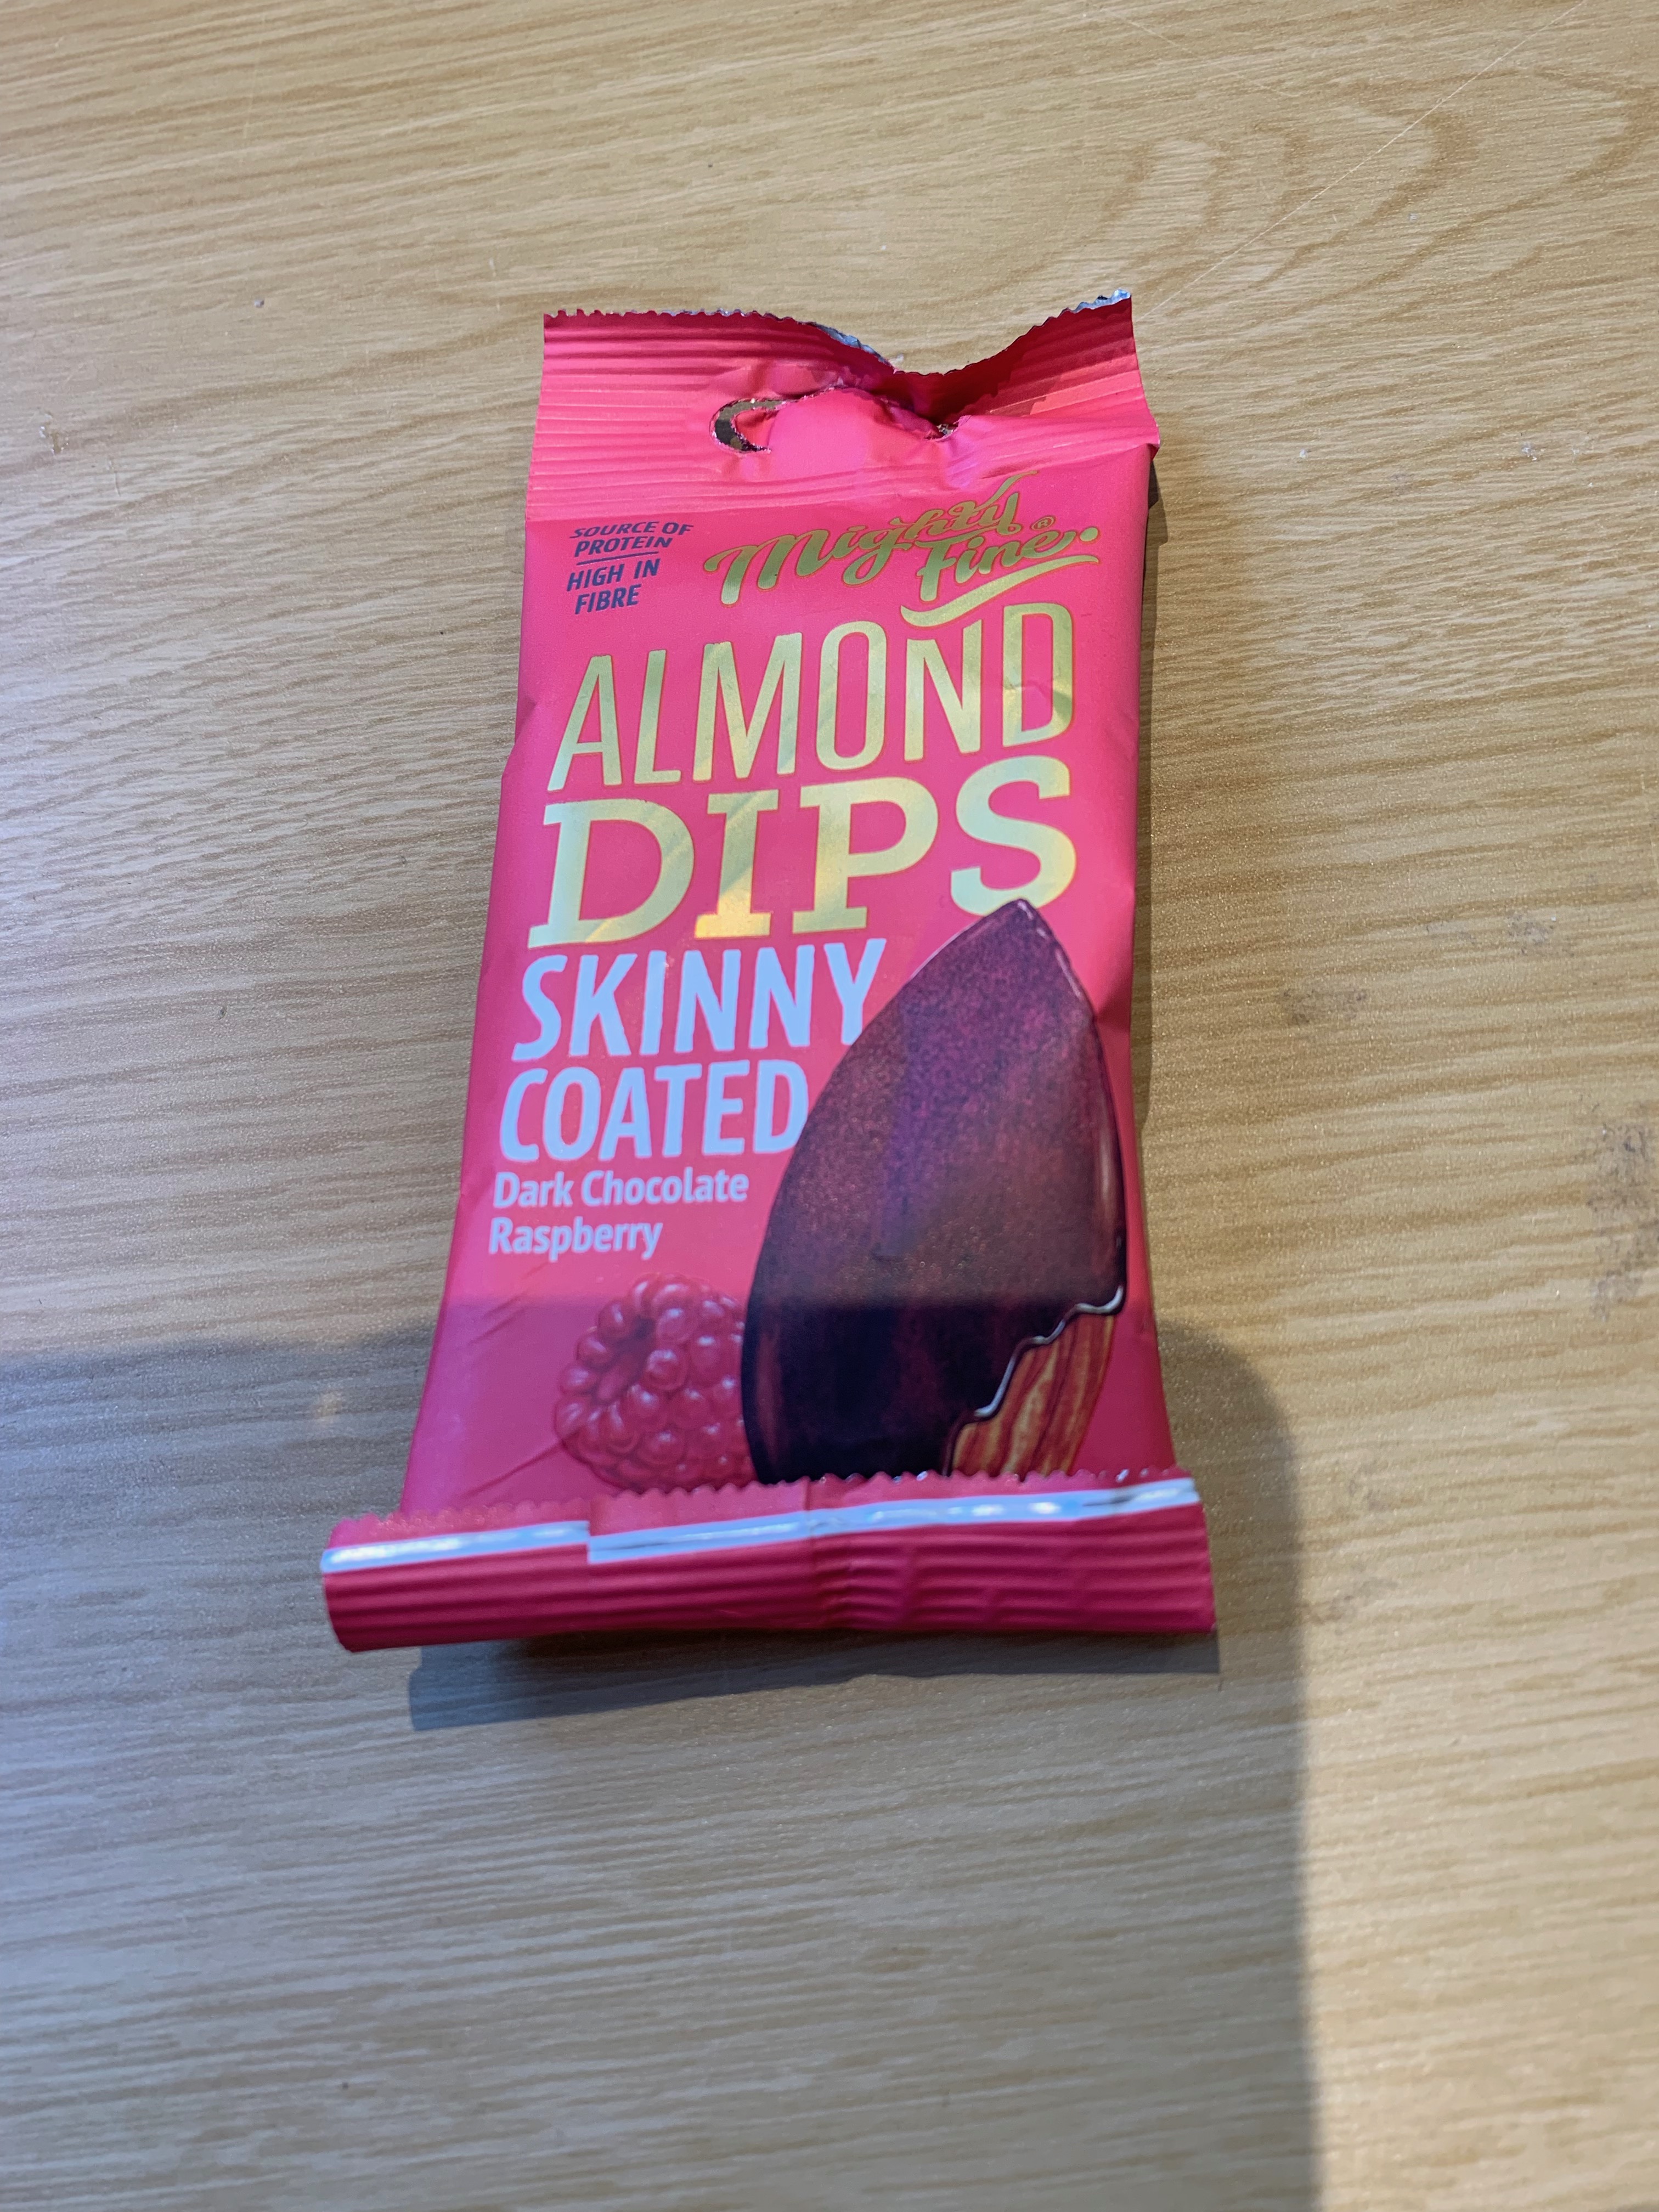 SOURCE OF
PROTEIN
HIGH IN
FIBRE
Mighty
Fine®
ALMOND
DIPS
SKINNY
COATED
Dark Chocolate
Raspberry